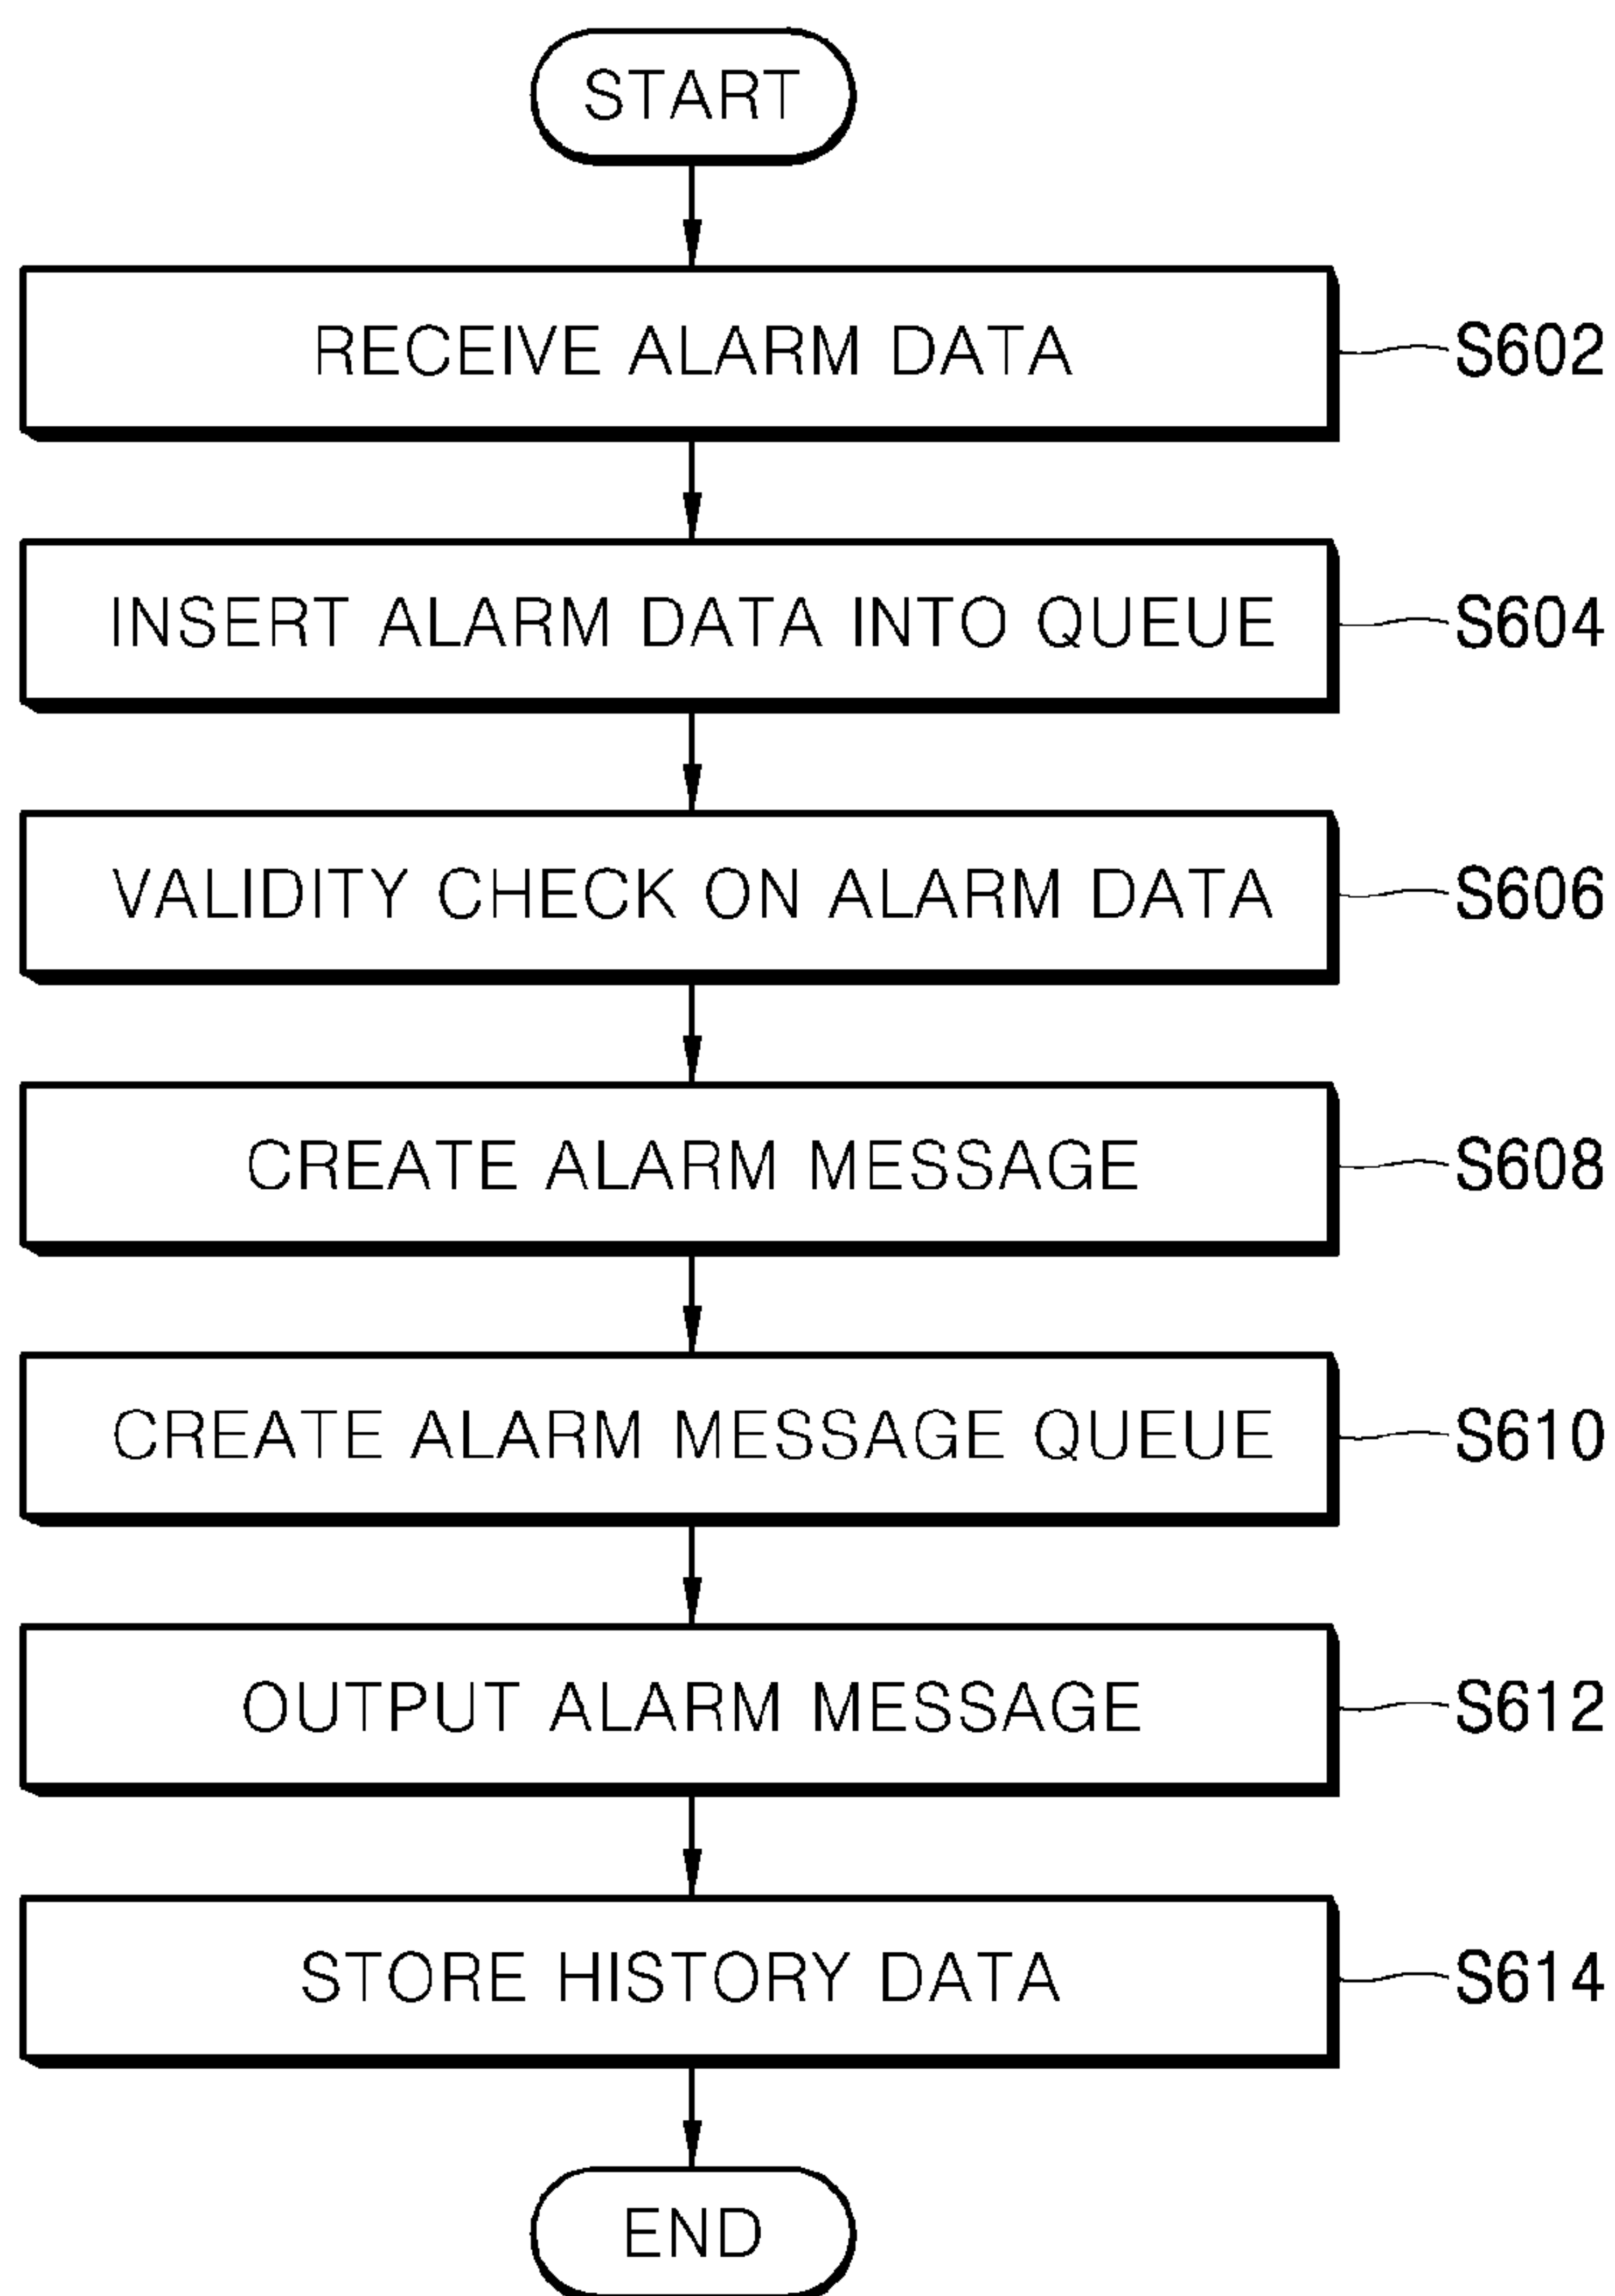 START
RECEIVE ALARM DATA S602
INSERT ALARM DATA INTO QUEUE S604
VALIDITY CHECK ON ALARM DATA S606
CREATE ALARM MESSAGE S608
CREATE ALARM MESSAGE QUEUE S610
OUTPUT ALARM MESSAGE S612
STORE HISTORY DATA S614
END